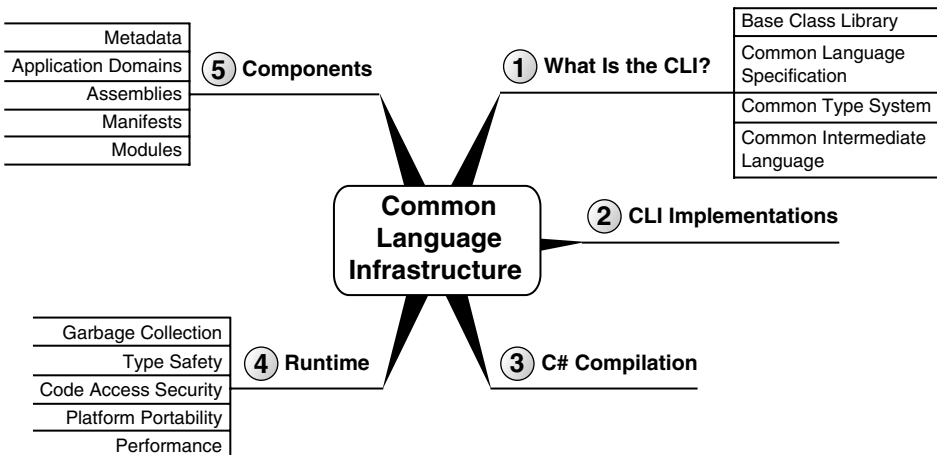 Common
Language
Infrastructure
1 What Is the CLI?
Base Class Library
Common Language
Specification
Common Type System
Common Intermediate
Language
2 CLI Implementations
3 C# Compilation
4 Runtime
Garbage Collection
Type Safety
Code Access Security
Platform Portability
Performance
5 Components
Metadata
Application Domains
Assemblies
Manifests
Modules